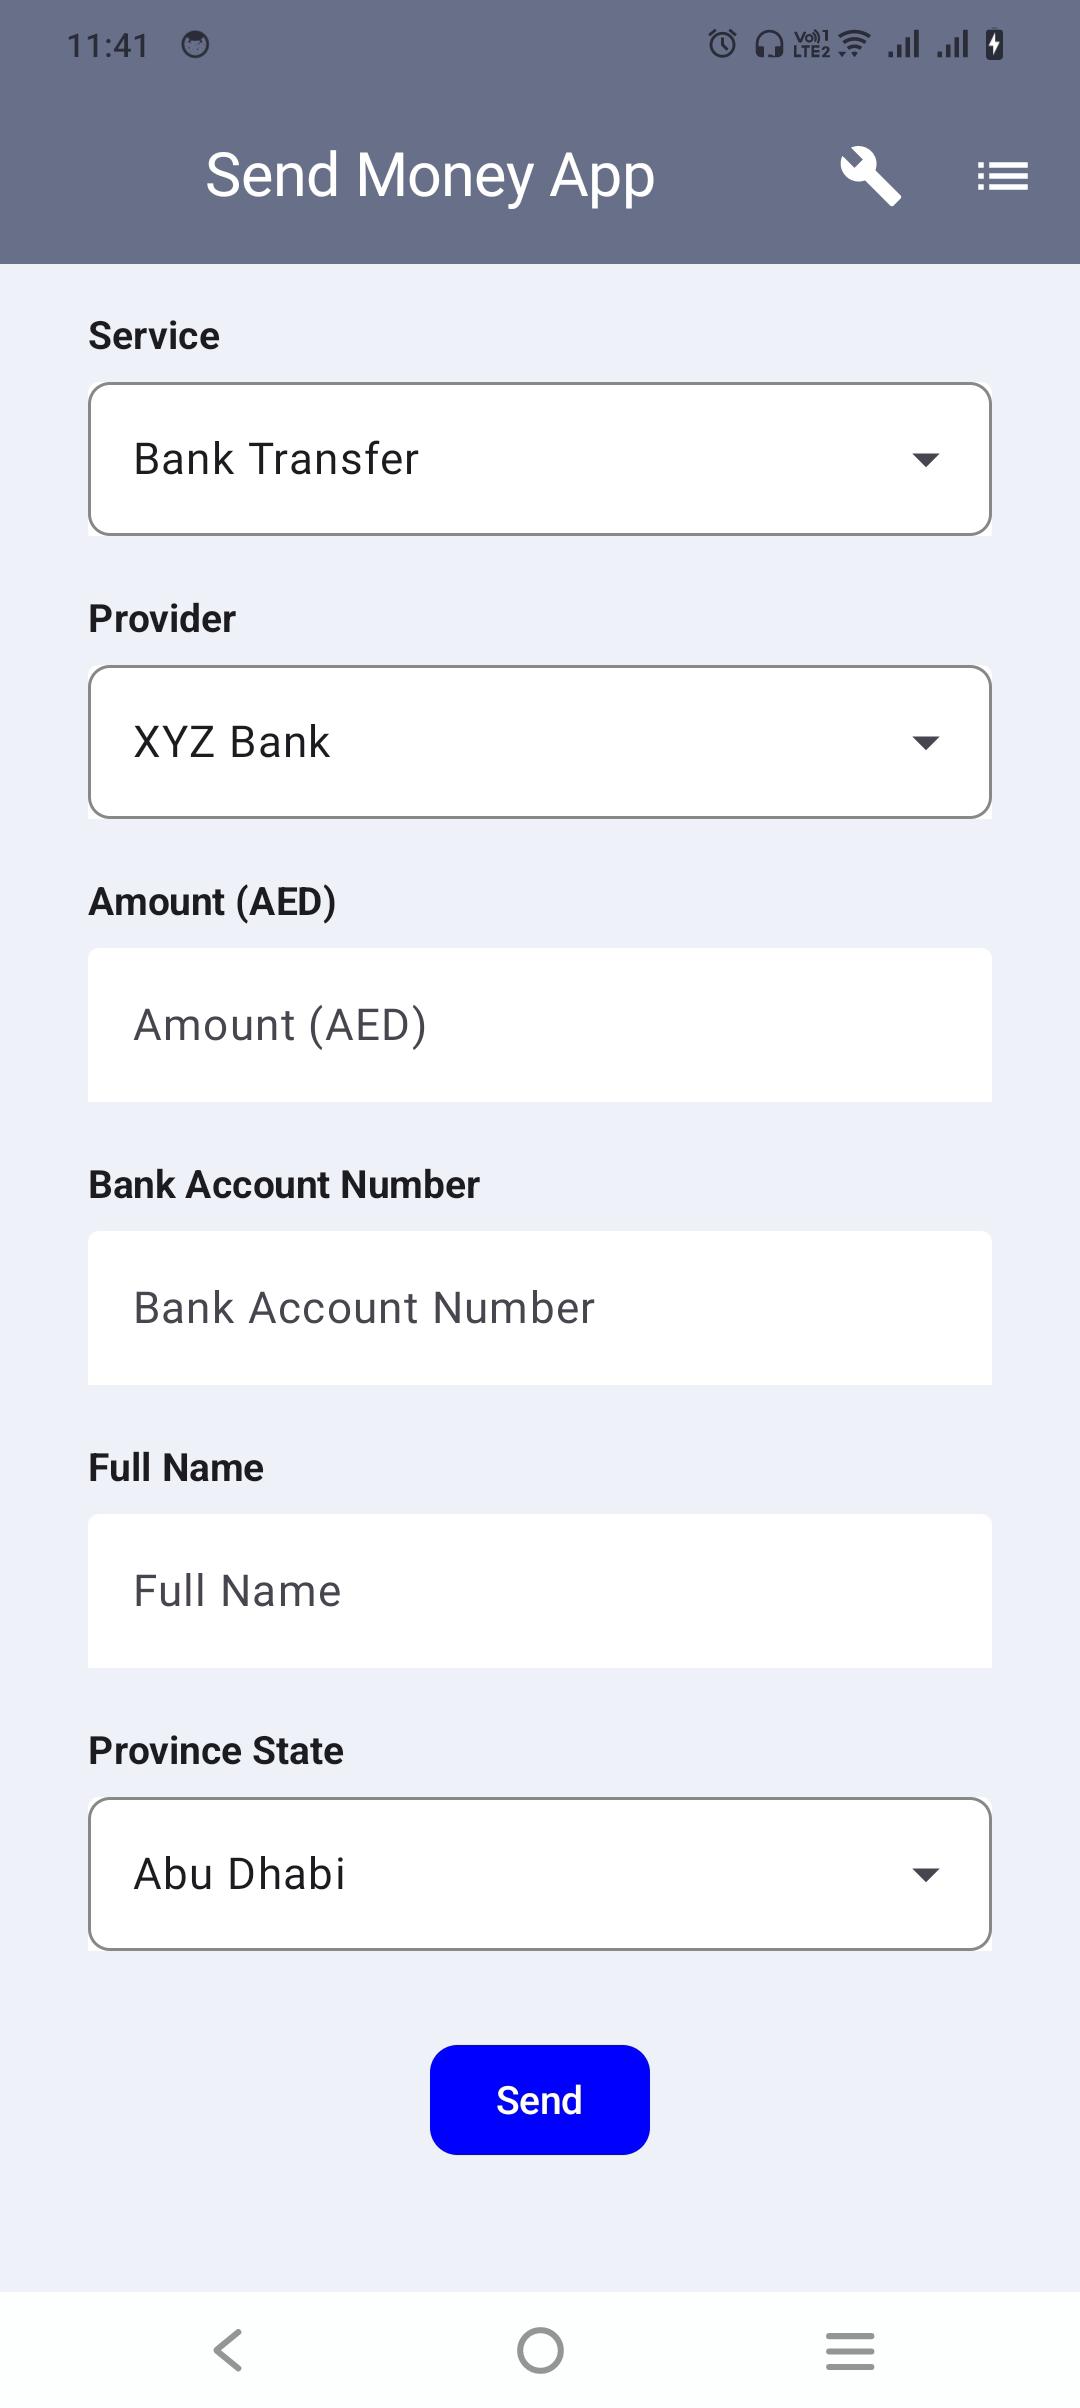 11:41
Vo) 1
LTE2
Send Money App
Service
Bank Transfer
Provider
XYZ Bank
Amount (AED)
Amount (AED)
Bank Account Number
Bank Account Number
Full Name
Full Name
Province State
Abu Dhabi
Send